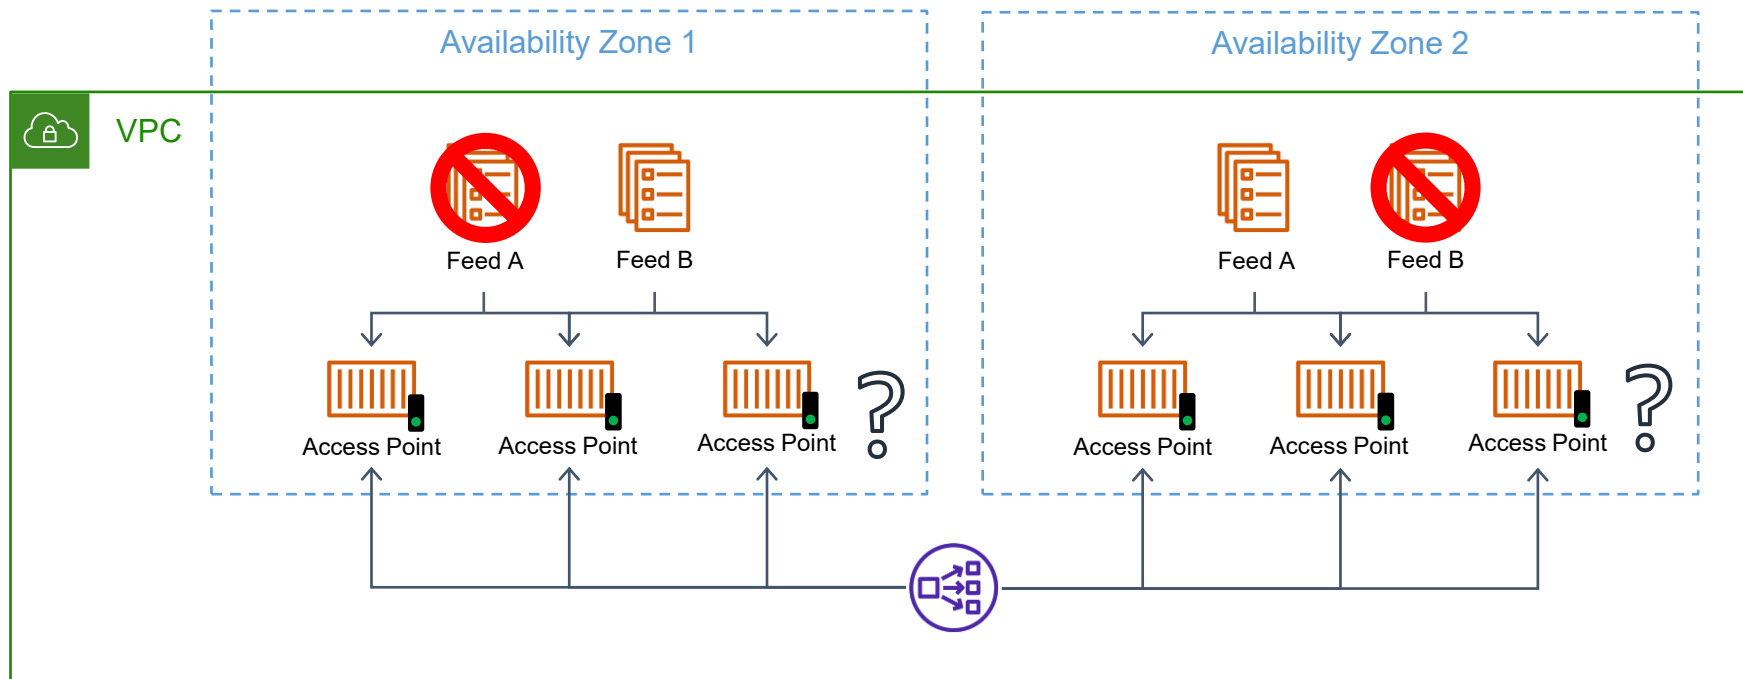 Availability Zone 1
Availability Zone 2
VPC
Feed A
Feed B
Feed A
Feed B
Access Point
Access Point
Access Point
?
Access Point
Access Point
Access Point
?